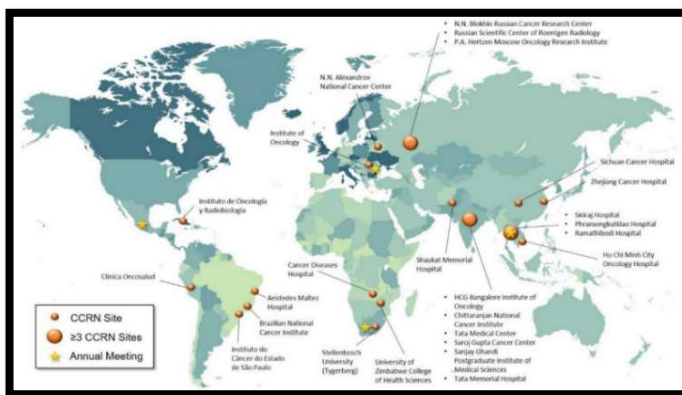 • N.N. Blokhin Russian Cancer Research Center
• Russian Scientific Center of Roentgen Radiology
• P.A. Hertzen Moscow Oncology Research Institute
N.N. Alexandrov
National Cancer Center
Institute of
Oncology
Sichuan Cancer Hospital
Zhejiang Cancer Hospital
Instituto de Oncología
y Radiobiología
• Siriraj Hospital
• Phramongkutklao Hospital
• Ramathibodi Hospital
Shaukat Memorial
Hospital
Ho Chi Minh City
Oncology Hospital
Clinica Oncosalud
Cancer Diseases
Hospital
Aristedes Maltez
Hospital
Brazilian National
Cancer Institute
Instituto do
Câncer do Estado
de São Paulo
Stellenbosch
University
(Tygerberg)
University of
Zimbabwe College
of Health Sciences
• HCG Bangalore Institute of
Oncology
• Chittaranjan National
Cancer Institute
• Tata Medical Center
• Saroj Gupta Cancer Center
• Sanjay Ghandi
Postgraduate Institute of
Medical Sciences
• Tata Memorial Hospital
CCRN Site
≥3 CCRN Sites
Annual Meeting